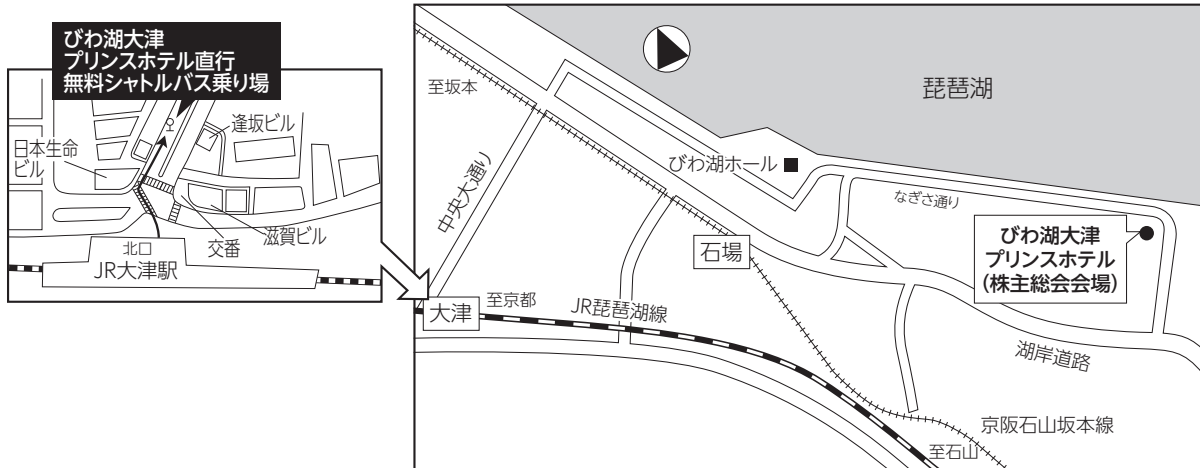 びわ湖大津
プリンスホテル直行
無料シャトルバス乗り場
逢坂ビル
日本生命
ビル
北口
交番
滋賀ビル
JR大津駅
琵琶湖
至坂本
びわ湖ホール
中央大通り
なぎさ通り
石場
びわ湖大津
プリンスホテル
(株主総会会場)
至京都
大津
JR琵琶湖線
湖岸道路
京阪石山坂本線
至石山